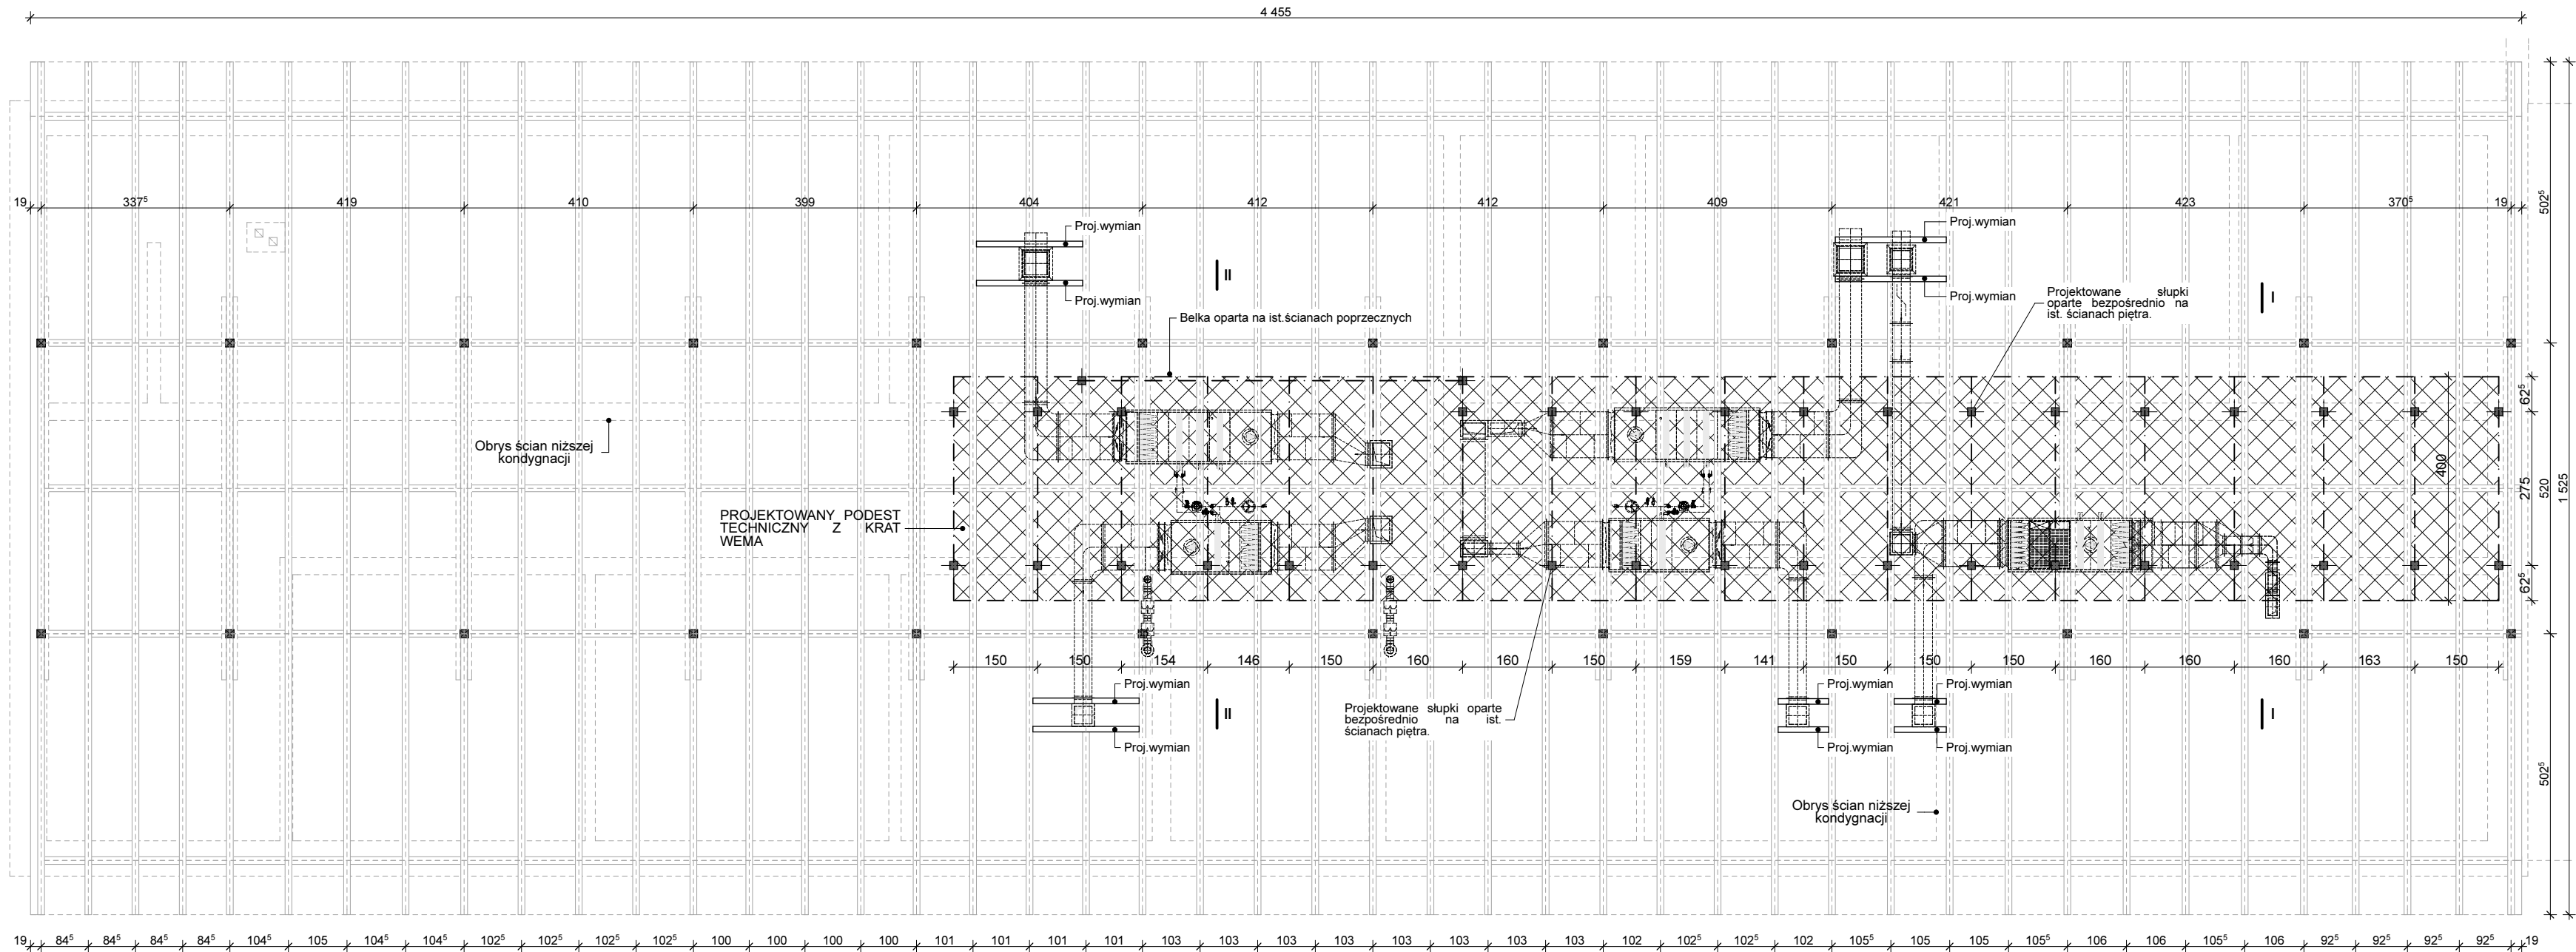 4 455
19 337⁵ 419 410 399 404 412 412 409 421 423 370⁵ 19
Proj.wymian
Proj.wymian
II
Belka oparta na ist.ścianach poprzecznych
Proj.wymian
Proj.wymian
Projektowane słupki
oparte bezpośrednio na
ist. ścianach piętra.
I
Obrys ścian niższej
kondygnacji
PROJEKTOWANY PODEST
TECHNICZNY Z KRAT
WEMA
400
502⁵
62⁵
275
520
1 525
62⁵
502⁵
150 150 154 146 150 160 160 150 159 141 150 150 150 160 160 160 163 150
Proj.wymian
Proj.wymian
II
Projektowane słupki oparte
bezpośrednio na ist.
ścianach piętra.
Proj.wymian
Proj.wymian
Proj.wymian
Proj.wymian
I
Obrys ścian niższej
kondygnacji
19 84⁵ 84⁵ 84⁵ 84⁵ 104⁵ 105 104⁵ 104⁵ 102⁵ 102⁵ 102⁵ 102⁵ 100 100 100 100 101 101 101 101 103 103 103 103 103 103 103 103 102 102⁵ 102⁵ 102 105⁵ 105 105 105⁵ 106 106 105⁵ 106 92⁵ 92⁵ 92⁵ 92⁵ 19